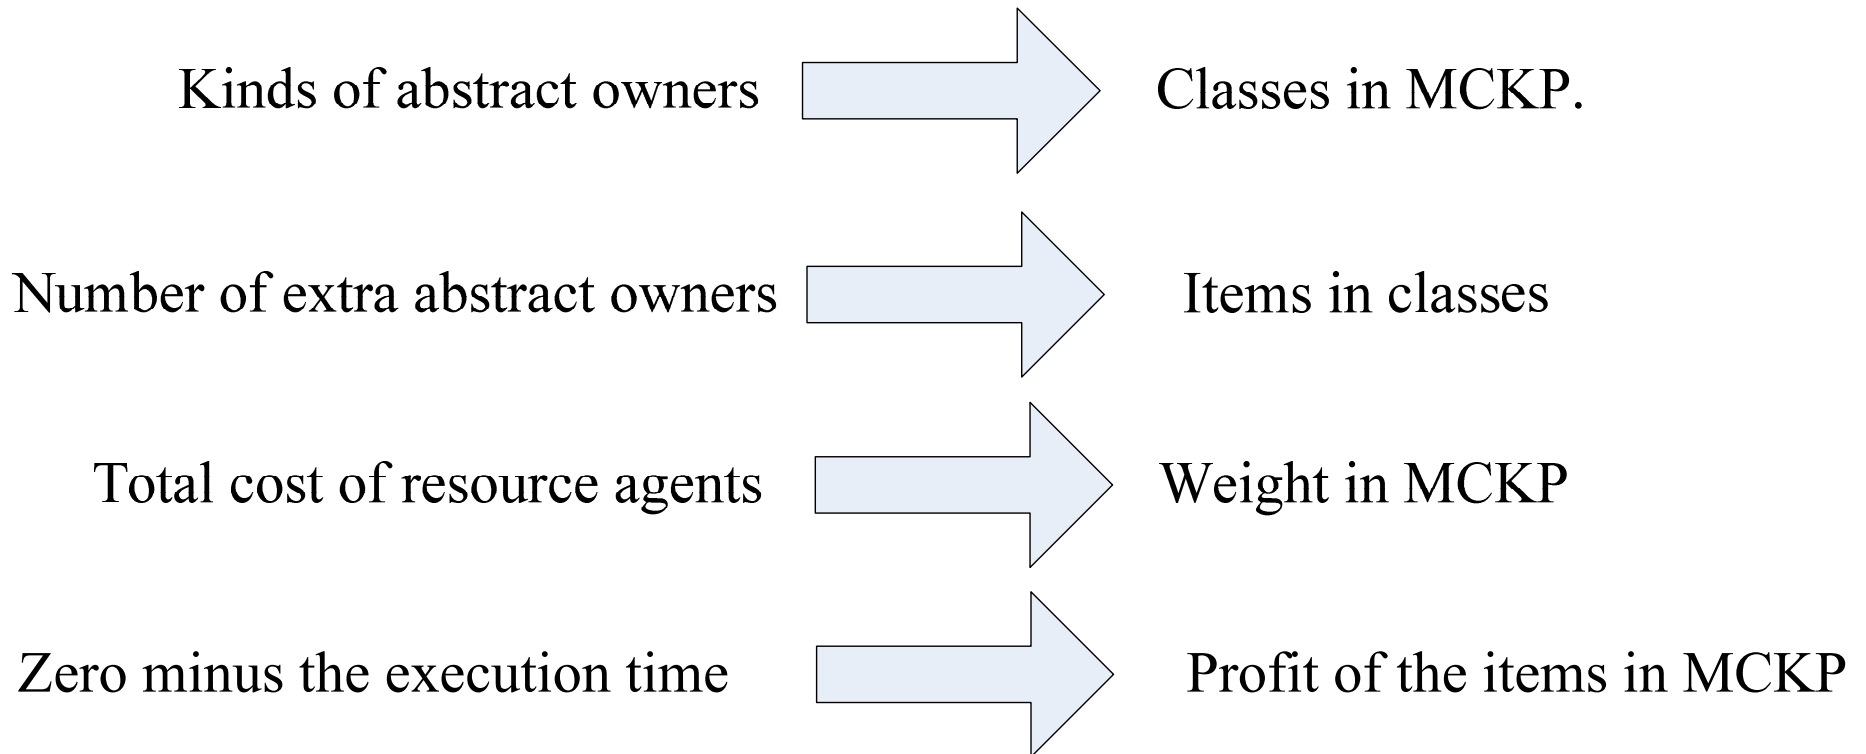 Kinds of abstract owners Classes in MCKP.
Number of extra abstract owners Items in classes
Total cost of resource agents Weight in MCKP
Zero minus the execution time Profit of the items in MCKP